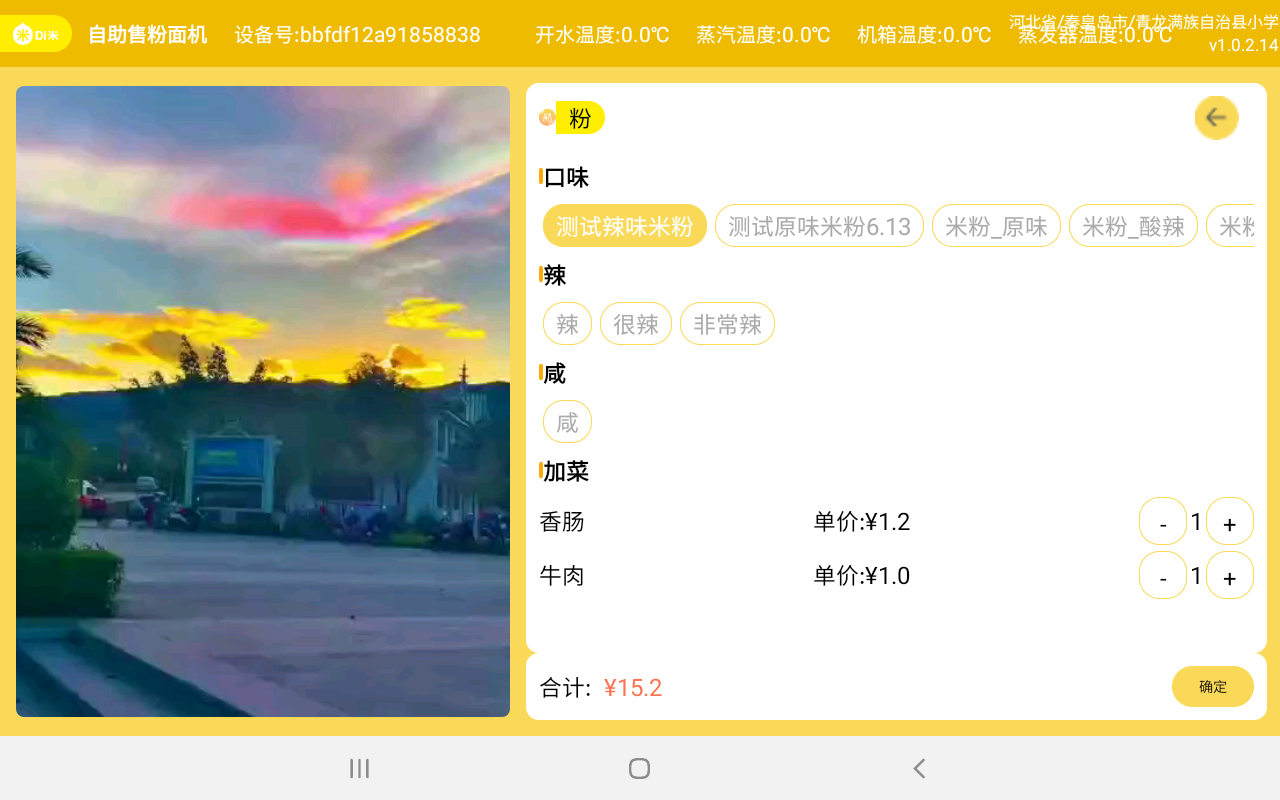 米 Di米 自助售粉面机 设备号:bbfdf12a91858838 开水温度:0.0℃ 蒸汽温度:0.0℃ 机箱温度:0.0℃ 蒸发器温度:0.0℃
河北省/秦皇岛市/青龙满族自治县小学
v1.0.2.14
粉
口味
测试辣味米粉 测试原味米粉6.13 米粉_原味 米粉_酸辣 米粉
辣
辣 很辣 非常辣
咸
咸
加菜
香肠 单价:¥1.2 - 1 +
牛肉 单价:¥1.0 - 1 +
合计: ¥15.2 确定